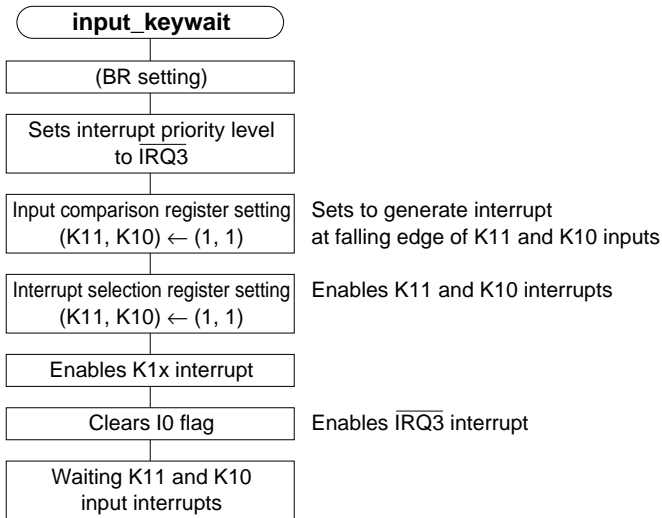 input_keywait
(BR setting)
Sets interrupt priority level
to I̅R̅Q̅3̅
Input comparison register setting
(K11, K10) ← (1, 1)
Sets to generate interrupt
at falling edge of K11 and K10 inputs
Interrupt selection register setting
(K11, K10) ← (1, 1)
Enables K11 and K10 interrupts
Enables K1x interrupt
Clears I0 flag
Enables I̅R̅Q̅3̅ interrupt
Waiting K11 and K10
input interrupts